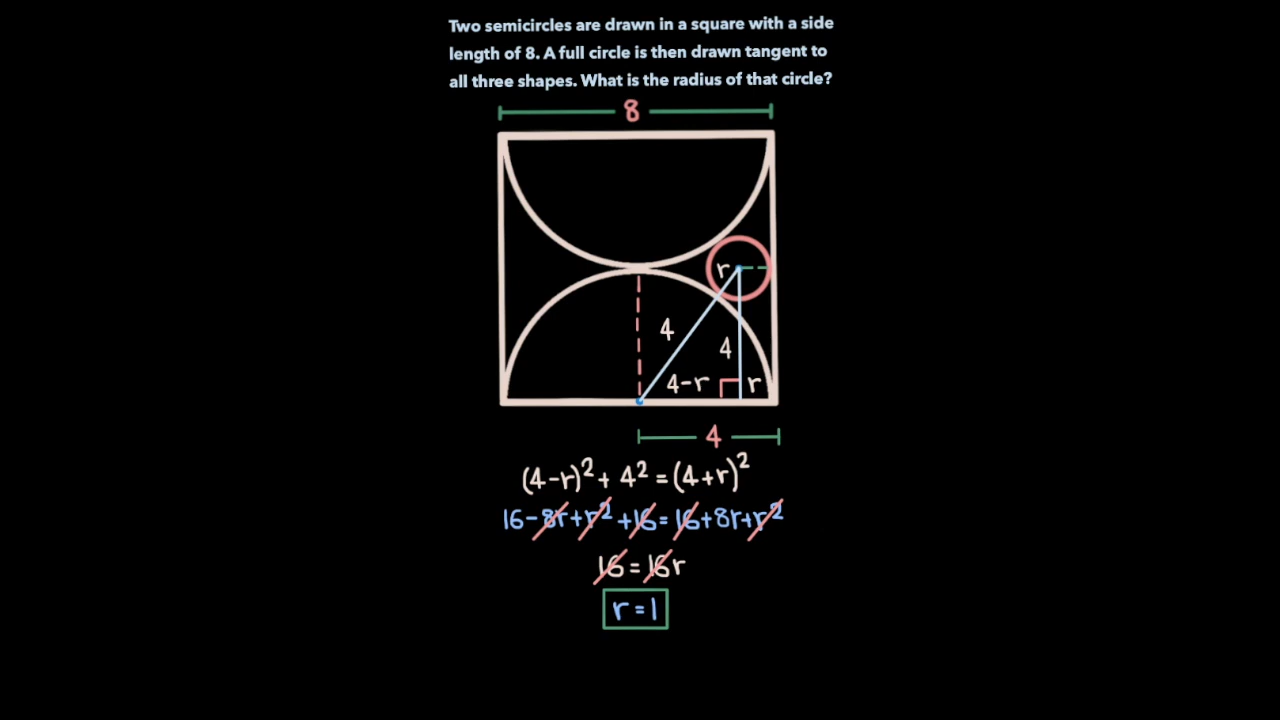 Two semicircles are drawn in a square with a side
length of 8. A full circle is then drawn tangent to
all three shapes. What is the radius of that circle?
8
r
4
4
4-r
r
4
(4-r)² + 4² = (4+r)²
16-8r+r² +16 = 16+8r+r²
16 = 16r
r = 1